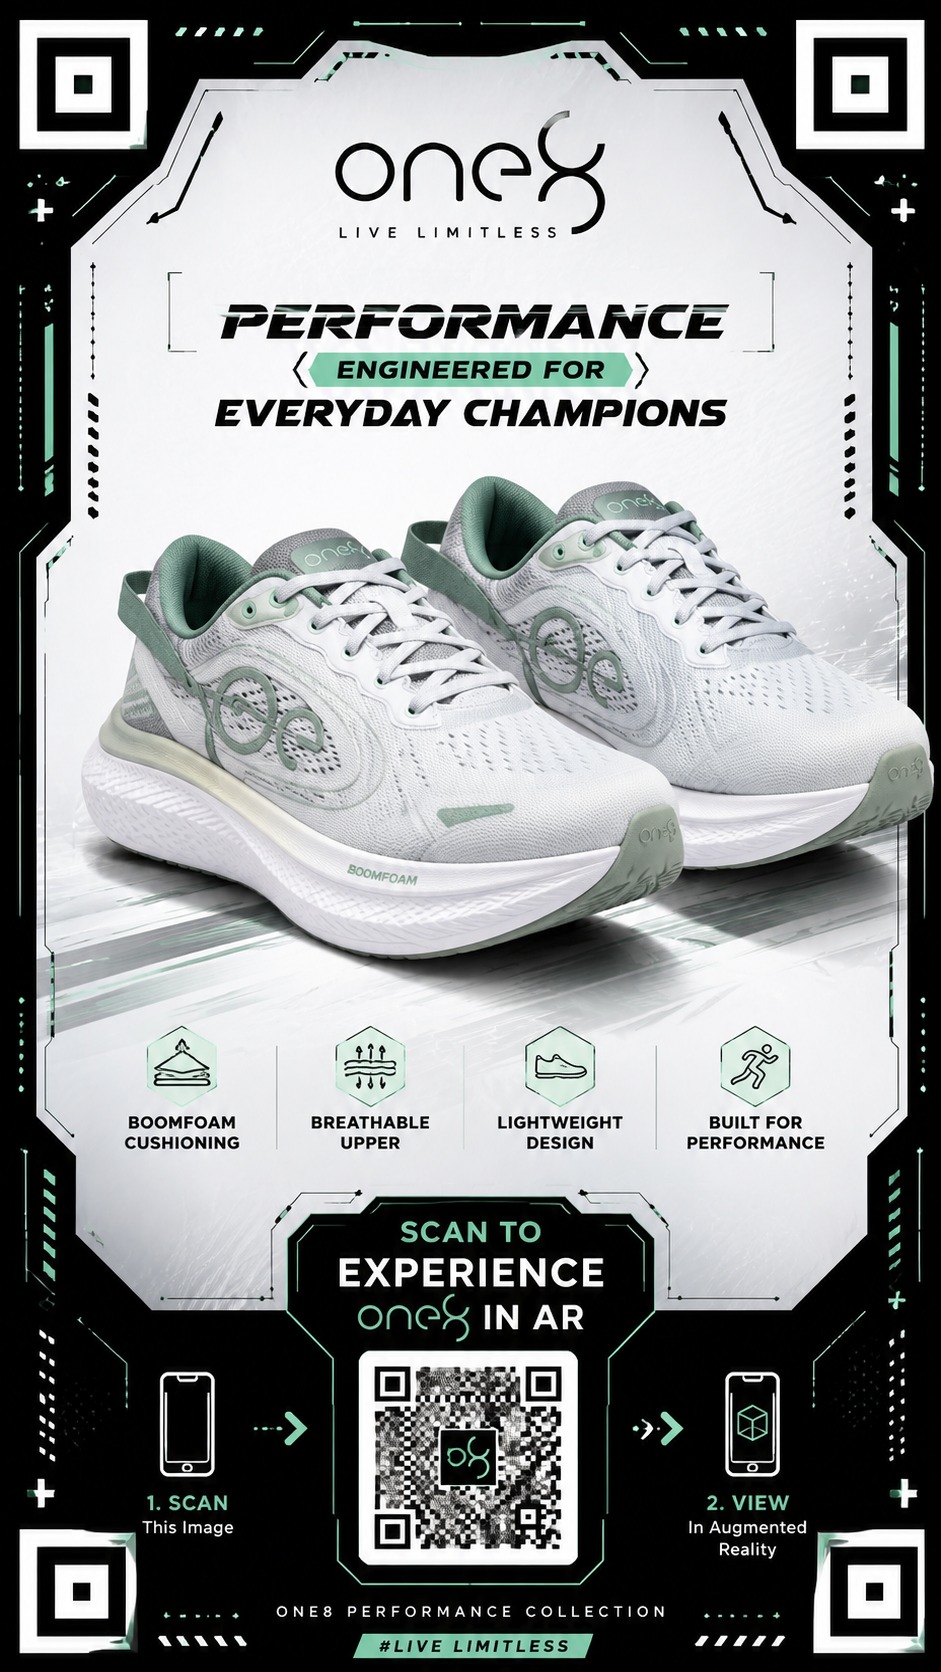 one8
LIVE LIMITLESS
PERFORMANCE
ENGINEERED FOR
EVERYDAY CHAMPIONS
one8
one8
one8
one8
BOOMFOAM
BOOMFOAM
CUSHIONING
BREATHABLE
UPPER
LIGHTWEIGHT
DESIGN
BUILT FOR
PERFORMANCE
SCAN TO
EXPERIENCE
one8 IN AR
1. SCAN
This Image
2. VIEW
In Augmented
Reality
ONE8 PERFORMANCE COLLECTION
#LIVE LIMITLESS